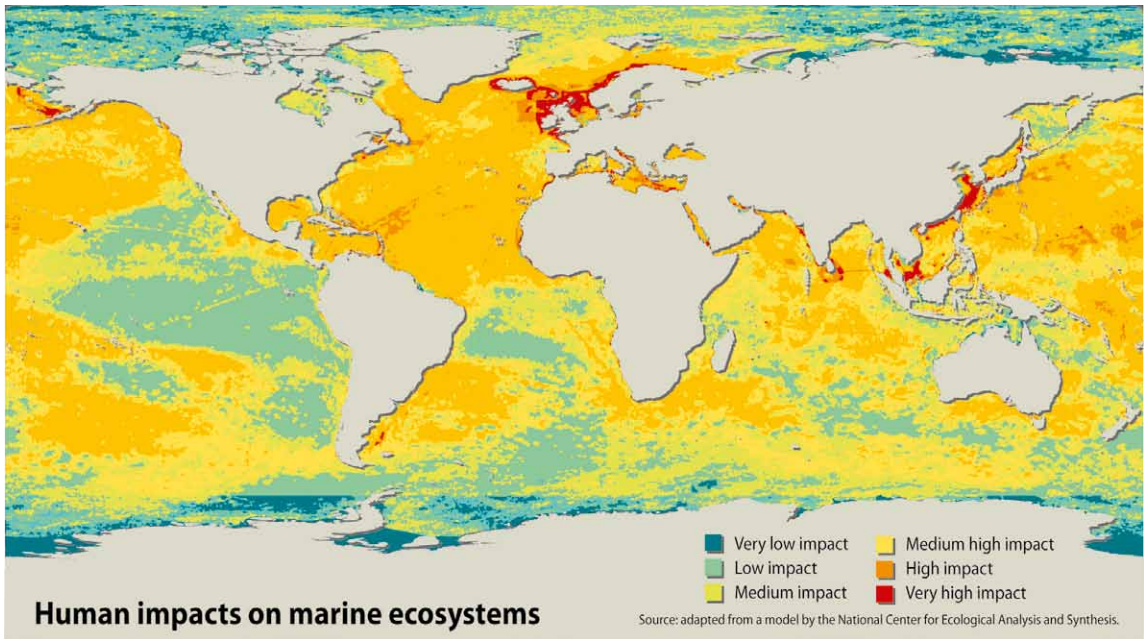 Very low impact
Low impact
Medium impact
Medium high impact
High impact
Very high impact
Human impacts on marine ecosystems
Source: adapted from a model by the National Center for Ecological Analysis and Synthesis.